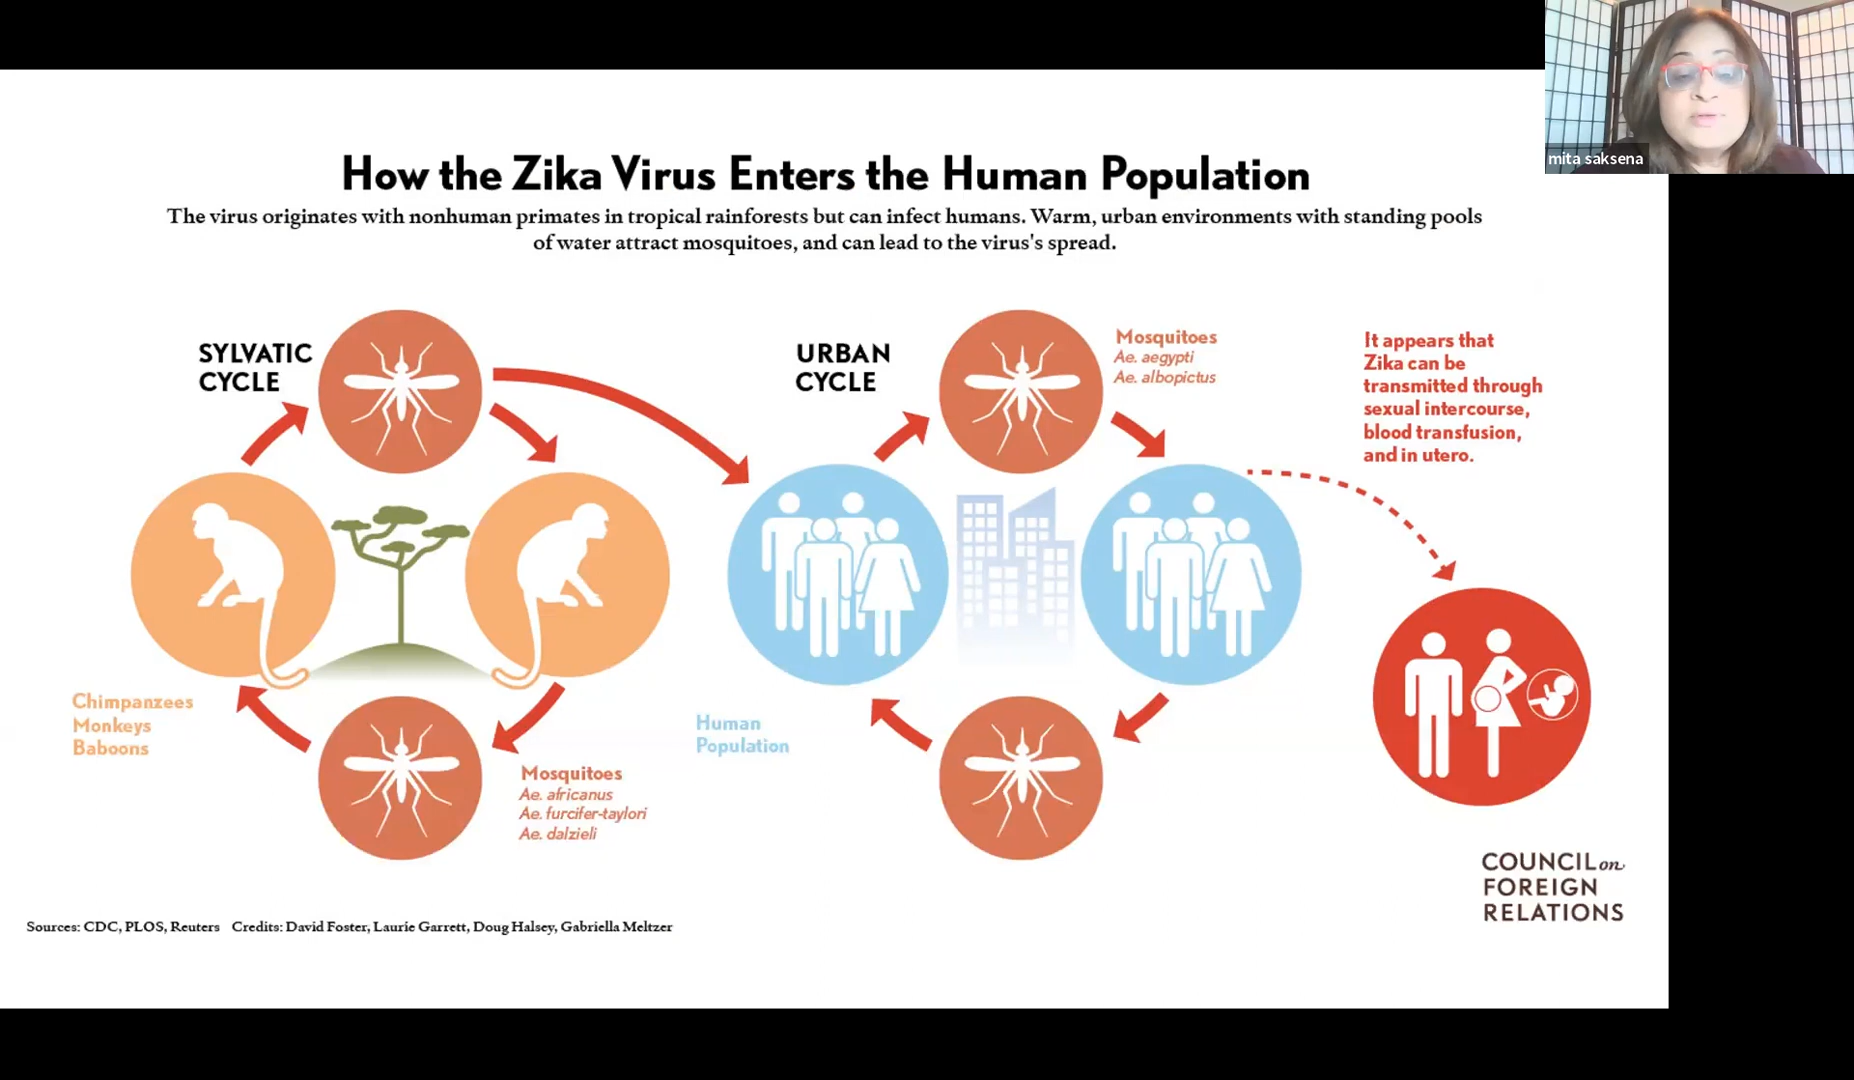 mita saksena
How the Zika Virus Enters the Human Population
The virus originates with nonhuman primates in tropical rainforests but can infect humans. Warm, urban environments with standing pools
of water attract mosquitoes, and can lead to the virus's spread.
SYLVATIC
CYCLE
URBAN
CYCLE
Mosquitoes
Ae. aegypti
Ae. albopictus
It appears that
Zika can be
transmitted through
sexual intercourse,
blood transfusion,
and in utero.
Chimpanzees
Monkeys
Baboons
Mosquitoes
Ae. africanus
Ae. furcifer-taylori
Ae. dalzieli
Human
Population
COUNCIL on
FOREIGN
RELATIONS
Sources: CDC, PLOS, Reuters Credits: David Foster, Laurie Garrett, Doug Halsey, Gabriella Meltzer